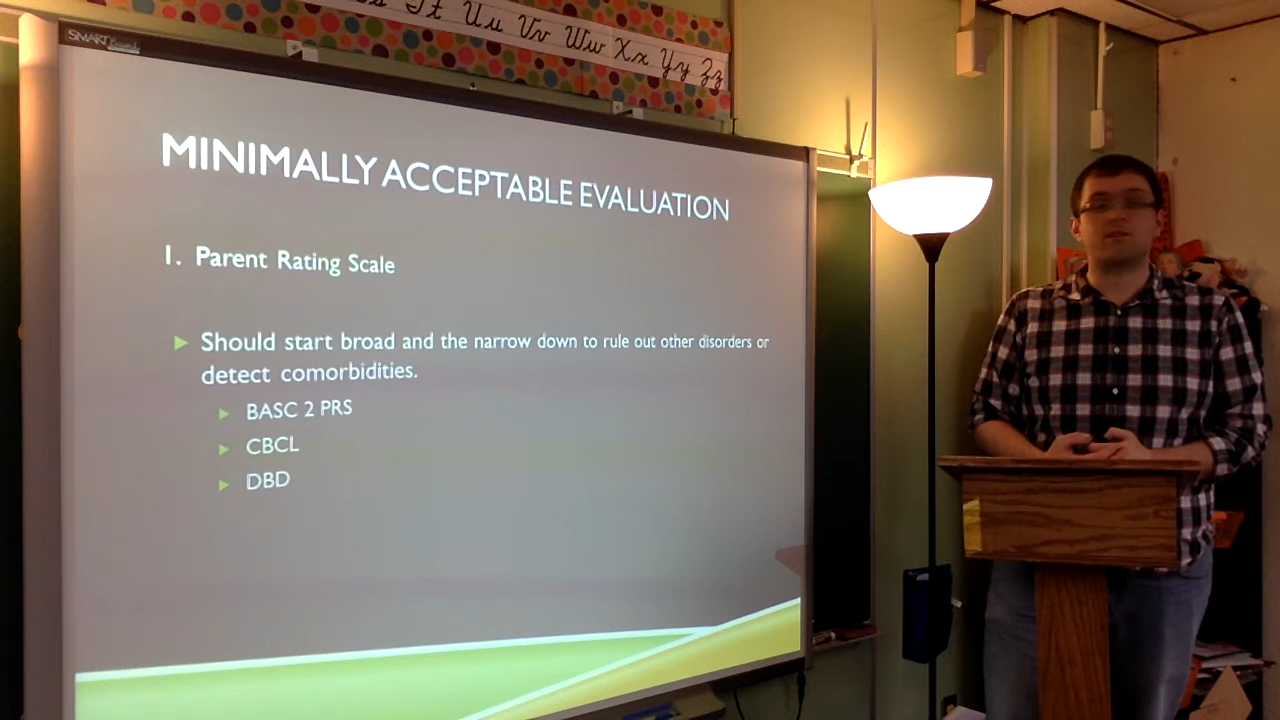 Tt Uu Vv Ww Xx Yy Zz
SMART Board
MINIMALLY ACCEPTABLE EVALUATION
1. Parent Rating Scale
Should start broad and the narrow down to rule out other disorders or
detect comorbidities.
BASC 2 PRS
CBCL
DBD